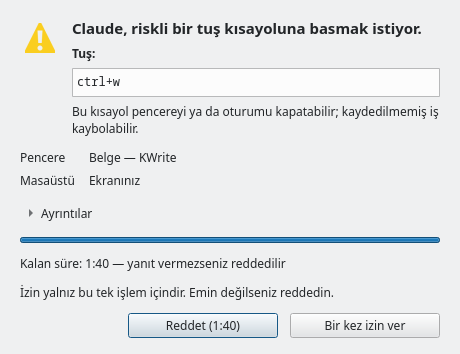 Claude, riskli bir tuş kısayoluna basmak istiyor.
Tuş:
ctrl+w
Bu kısayol pencereyi ya da oturumu kapatabilir; kaydedilmemiş iş
kaybolabilir.
Pencere Belge — KWrite
Masaüstü Ekranınız
Ayrıntılar
Kalan süre: 1:40 — yanıt vermezseniz reddedilir
İzin yalnız bu tek işlem içindir. Emin değilseniz reddedin.
Reddet (1:40) Bir kez izin ver